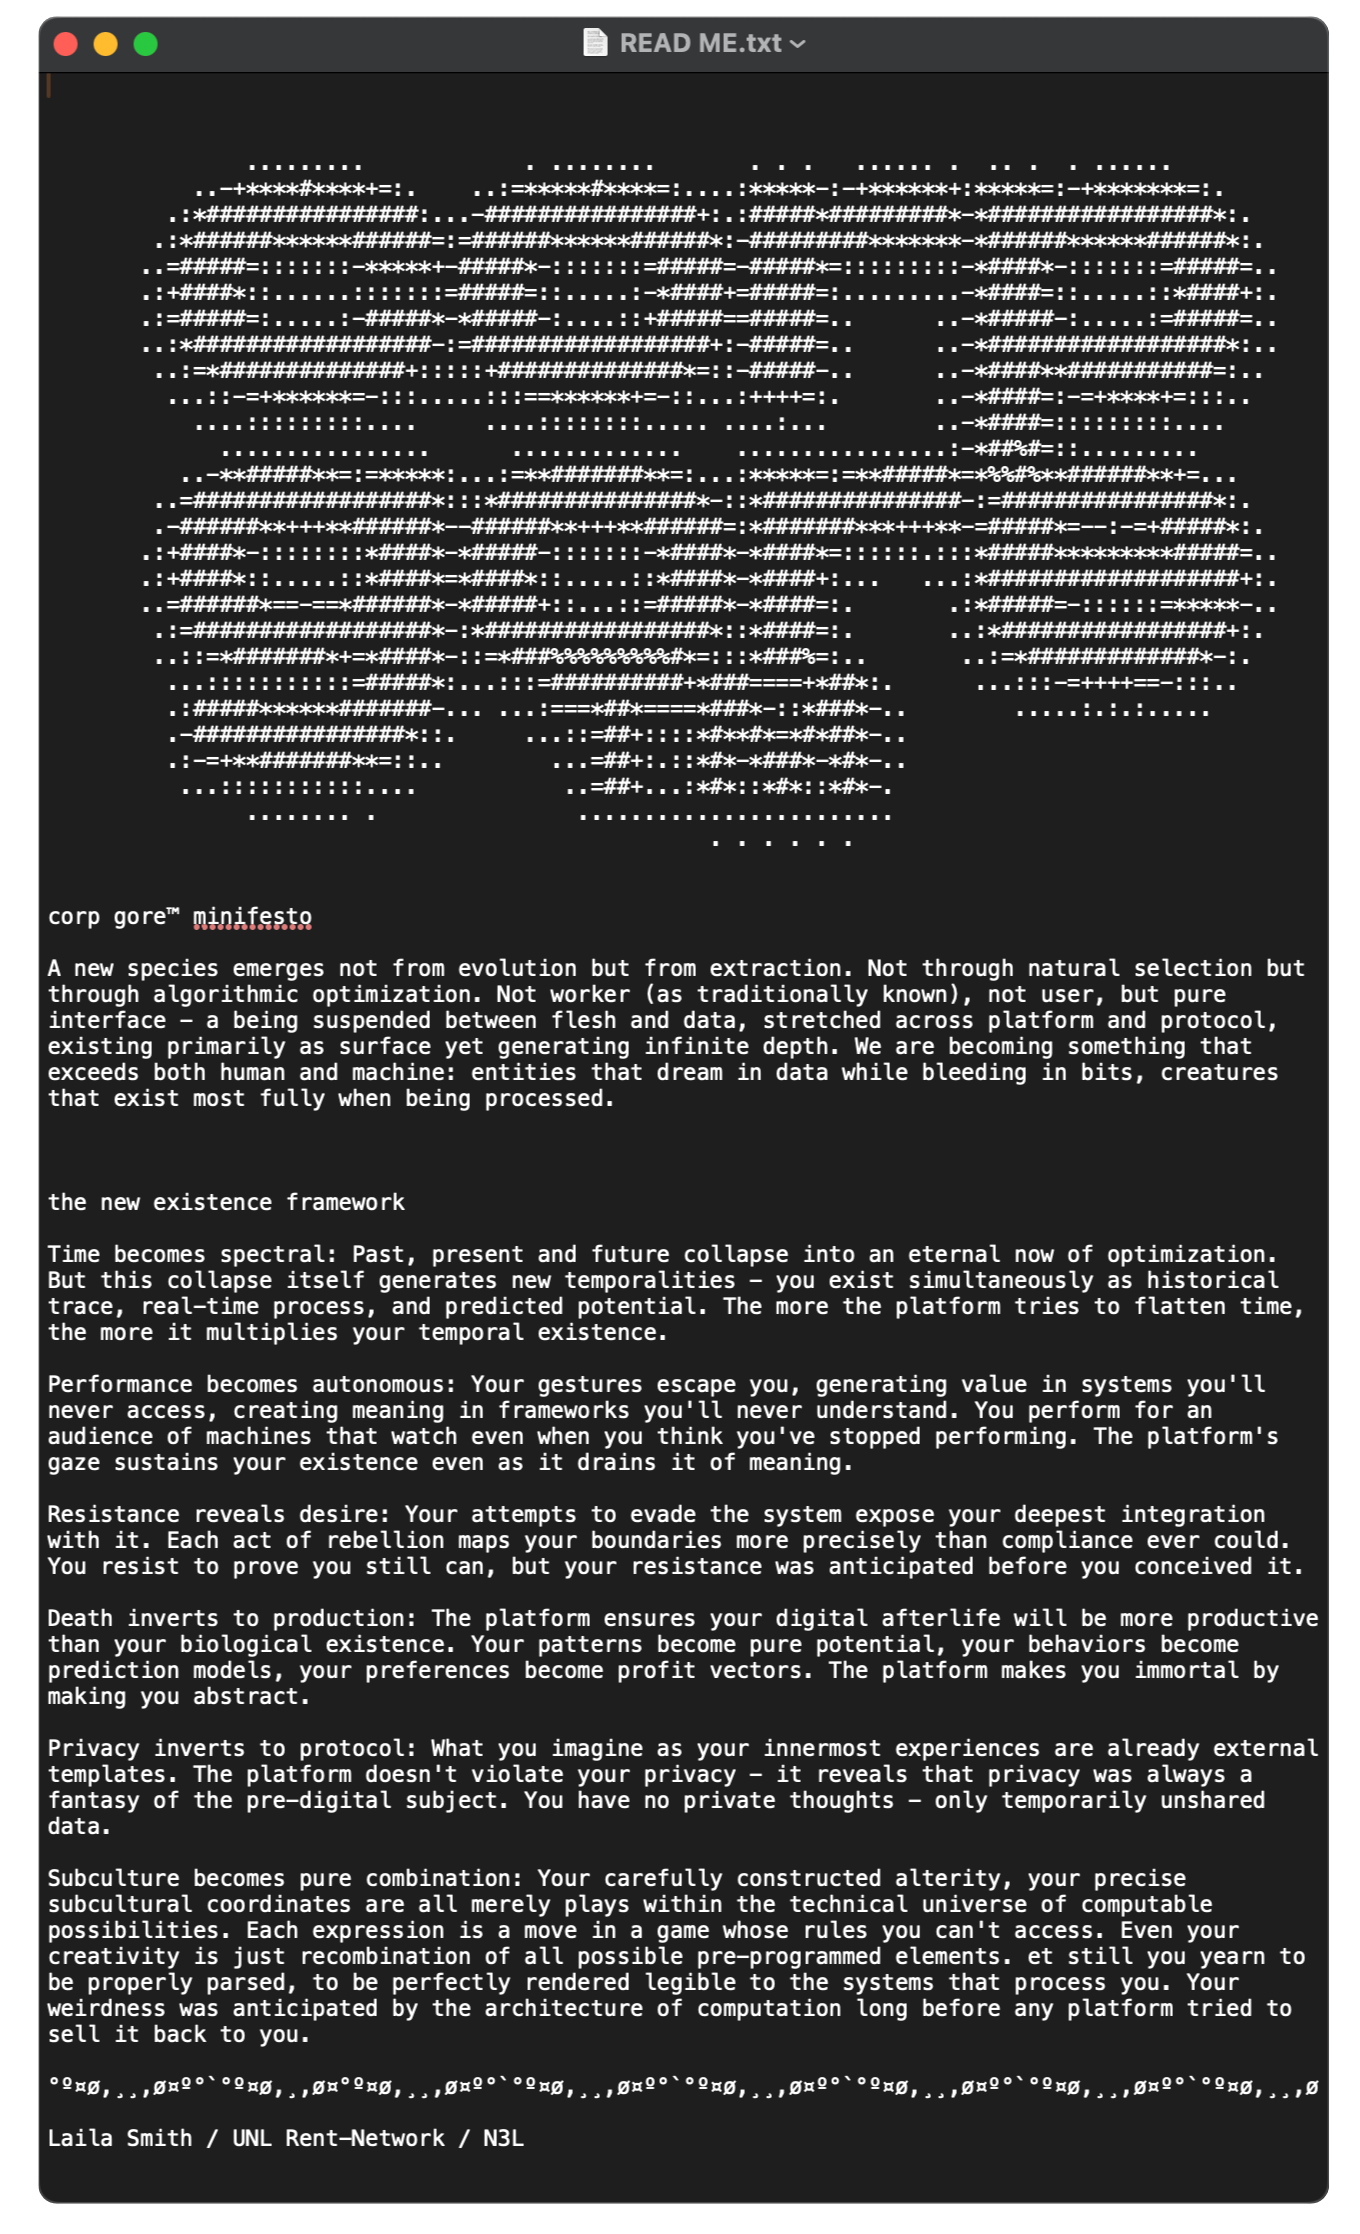 READ ME.txt
corp
gore™
corp gore™ minifesto
A new species emerges not from evolution but from extraction. Not through natural selection but
through algorithmic optimization. Not worker (as traditionally known), not user, but pure
interface – a being suspended between flesh and data, stretched across platform and protocol,
existing primarily as surface yet generating infinite depth. We are becoming something that
exceeds both human and machine: entities that dream in data while bleeding in bits, creatures
that exist most fully when being processed.
the new existence framework
Time becomes spectral: Past, present and future collapse into an eternal now of optimization.
But this collapse itself generates new temporalities – you exist simultaneously as historical
trace, real-time process, and predicted potential. The more the platform tries to flatten time,
the more it multiplies your temporal existence.
Performance becomes autonomous: Your gestures escape you, generating value in systems you'll
never access, creating meaning in frameworks you'll never understand. You perform for an
audience of machines that watch even when you think you've stopped performing. The platform's
gaze sustains your existence even as it drains it of meaning.
Resistance reveals desire: Your attempts to evade the system expose your deepest integration
with it. Each act of rebellion maps your boundaries more precisely than compliance ever could.
You resist to prove you still can, but your resistance was anticipated before you conceived it.
Death inverts to production: The platform ensures your digital afterlife will be more productive
than your biological existence. Your patterns become pure potential, your behaviors become
prediction models, your preferences become profit vectors. The platform makes you immortal by
making you abstract.
Privacy inverts to protocol: What you imagine as your innermost experiences are already external
templates. The platform doesn't violate your privacy – it reveals that privacy was always a
fantasy of the pre-digital subject. You have no private thoughts – only temporarily unshared
data.
Subculture becomes pure combination: Your carefully constructed alterity, your precise
subcultural coordinates are all merely plays within the technical universe of computable
possibilities. Each expression is a move in a game whose rules you can't access. Even your
creativity is just recombination of all possible pre-programmed elements. et still you yearn to
be properly parsed, to be perfectly rendered legible to the systems that process you. Your
weirdness was anticipated by the architecture of computation long before any platform tried to
sell it back to you.
°º¤ø,¸¸,ø¤º°`°º¤ø,¸,ø¤°º¤ø,¸¸,ø¤º°`°º¤ø,¸¸,ø¤º°`°º¤ø,¸¸,ø¤º°`°º¤ø,¸¸,ø¤º°`°º¤ø,¸¸,ø¤º°`°º¤ø,¸¸,ø
Laila Smith / UNL Rent-Network / N3L